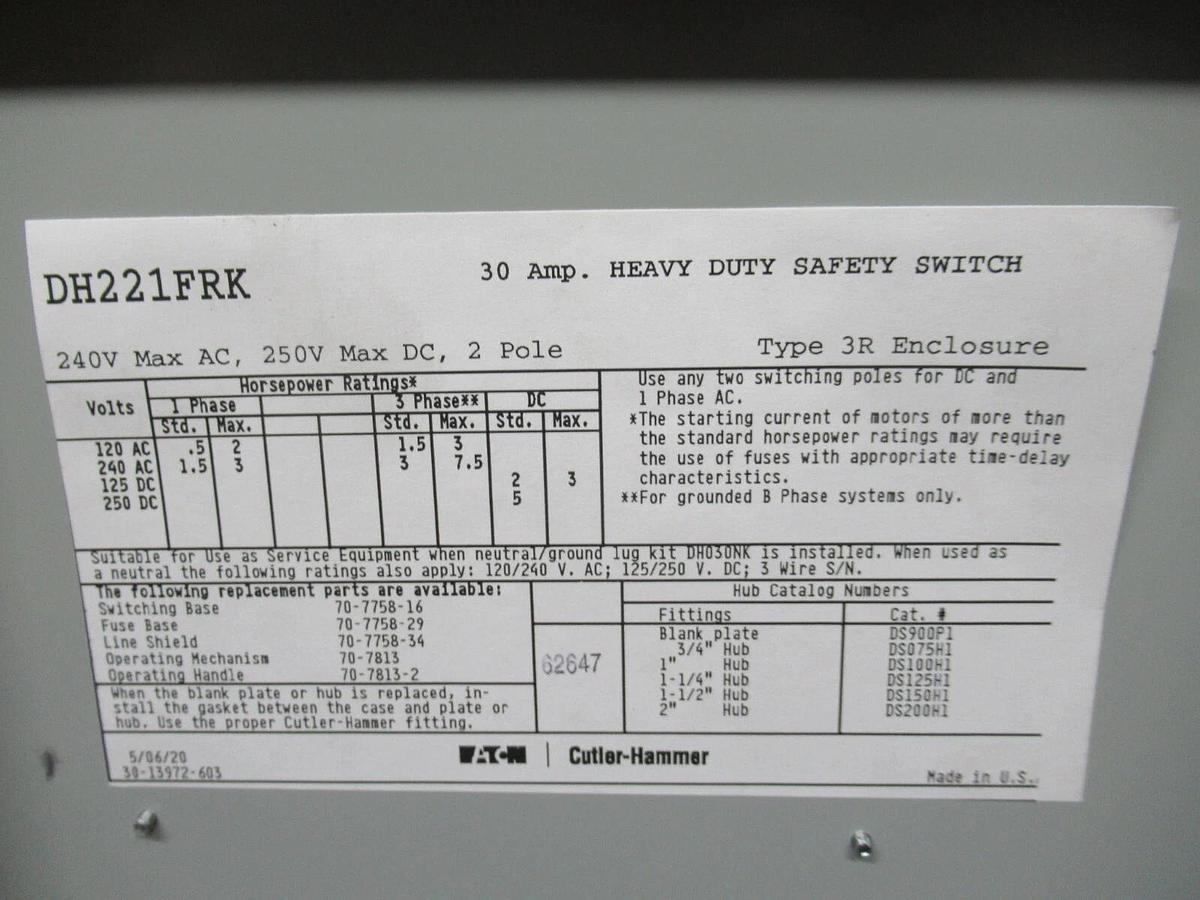 DH221FRK
30 Amp. HEAVY DUTY SAFETY SWITCH
240V Max AC, 250V Max DC, 2 Pole
Type 3R Enclosure
Volts
Horsepower Ratings*
1 Phase 3 Phase** DC
Std. Max. Std. Max. Std. Max.
120 AC .5 2 1.5 3
240 AC 1.5 3 3 7.5
125 DC 2 3
250 DC 5
Use any two switching poles for DC and
1 Phase AC.
*The starting current of motors of more than
the standard horsepower ratings may require
the use of fuses with appropriate time-delay
characteristics.
**For grounded B Phase systems only.
Suitable for Use as Service Equipment when neutral/ground lug kit DH030NK is installed. When used as
a neutral the following ratings also apply: 120/240 V. AC; 125/250 V. DC; 3 Wire S/N.
The following replacement parts are available:
Switching Base 70-7758-16
Fuse Base 70-7758-29
Line Shield 70-7758-34
Operating Mechanism 70-7813
Operating Handle 70-7813-2
When the blank plate or hub is replaced, in-
stall the gasket between the case and plate or
hub. Use the proper Cutler-Hammer fitting.
62647
Hub Catalog Numbers
Fittings Cat. #
Blank plate DS900P1
3/4" Hub DS075H1
1" Hub DS100H1
1-1/4" Hub DS125H1
1-1/2" Hub DS150H1
2" Hub DS200H1
5/06/20
30-13972-603
EATON | Cutler-Hammer
Made in U.S.